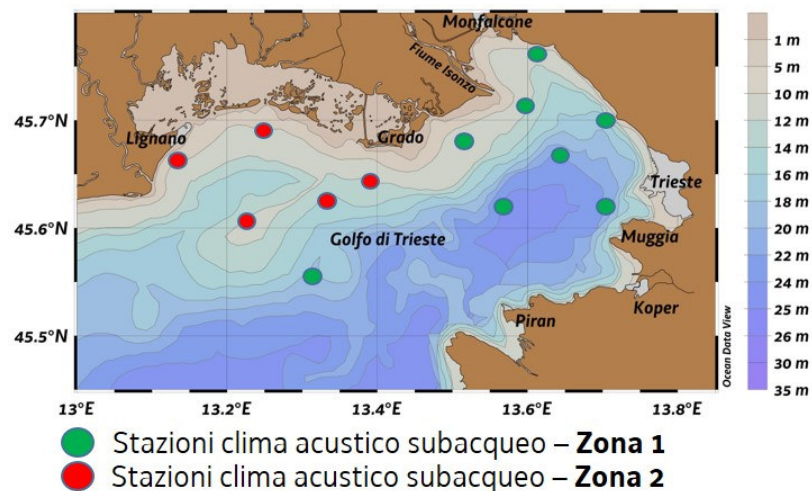 Monfalcone
Fiume Isonzo
1 m
5 m
10 m
12 m
14 m
16 m
17 m
18 m
19 m
20 m
22 m
24 m
26 m
30 m
35 m
45.7°N
45.6°N
45.5°N
Lignano
Grado
Trieste
Golfo di Trieste
Muggia
Koper
Piran
Ocean Data View
13°E
13.2°E
13.4°E
13.6°E
13.8°E
Stazioni clima acustico subacqueo – Zona 1
Stazioni clima acustico subacqueo – Zona 2